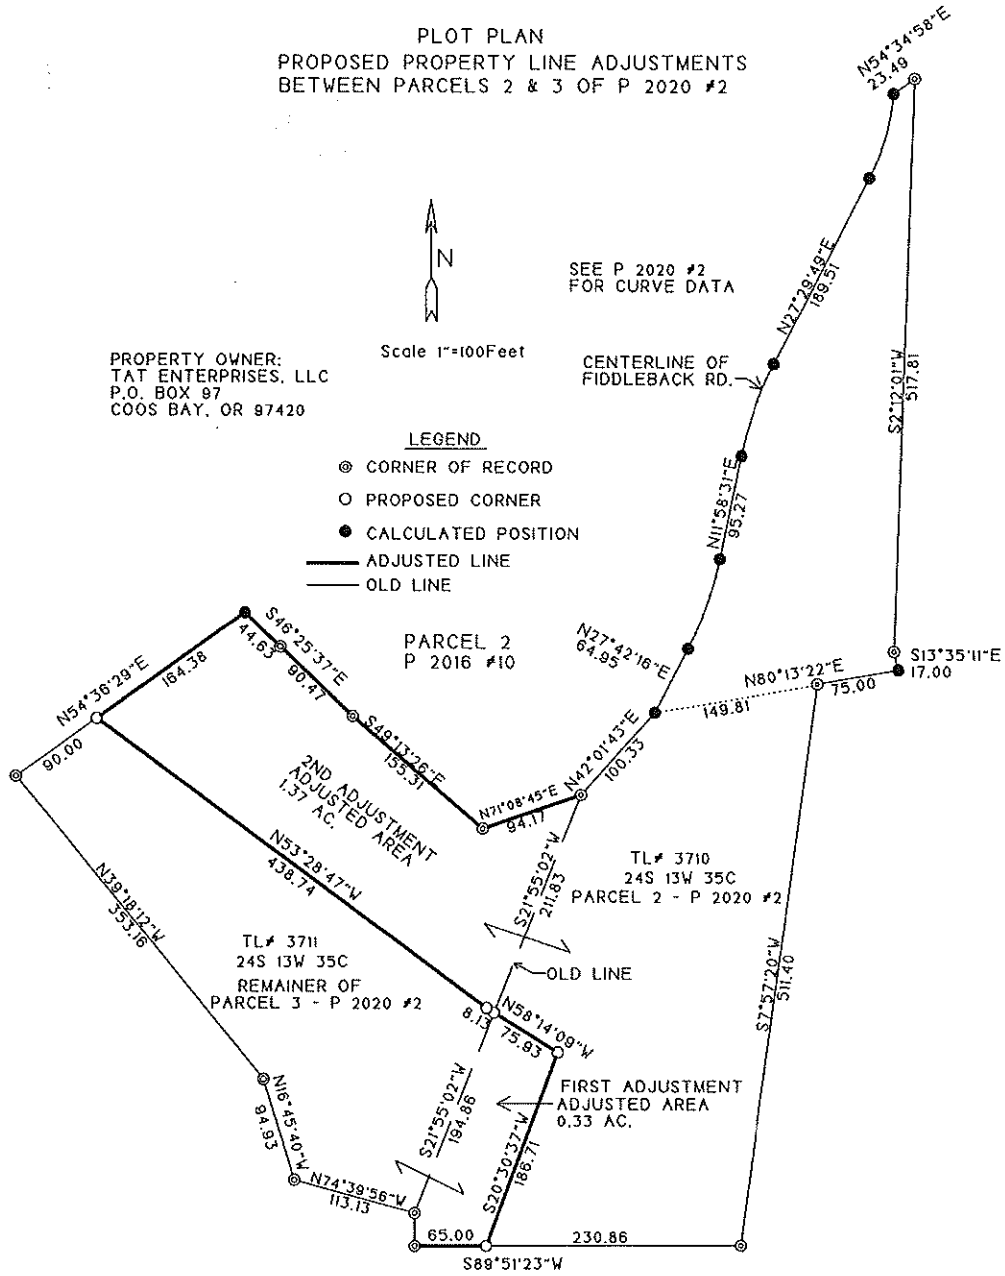 PLOT PLAN
PROPOSED PROPERTY LINE ADJUSTMENTS
BETWEEN PARCELS 2 & 3 OF P 2020 #2
N54°34'58"E
23.49
N
Scale 1"=100Feet
SEE P 2020 #2
FOR CURVE DATA
N27°29'49"E
189.51
PROPERTY OWNER:
TAT ENTERPRISES, LLC
P.O. BOX 97
COOS BAY, OR 97420
CENTERLINE OF
FIDDLEBACK RD.
S2°12'01"W
517.81
LEGEND
CORNER OF RECORD
PROPOSED CORNER
CALCULATED POSITION
ADJUSTED LINE
OLD LINE
N11°58'31"E
95.27
S46°25'37"E
44.63
90.47
PARCEL 2
P 2016 #10
N27°42'16"E
64.95
S13°35'11"E
17.00
N80°13'22"E
75.00
149.81
N54°36'29"E
164.38
90.00
S49°13'26"E
155.31
N42°01'43"E
100.33
N71°08'45"E
94.17
2ND ADJUSTMENT
ADJUSTED AREA
1.37 AC.
N53°28'47"W
438.74
S21°55'02"W
211.83
TL# 3710
24S 13W 35C
PARCEL 2 - P 2020 #2
N39°18'12"W
353.16
TL# 3711
24S 13W 35C
REMAINER OF
PARCEL 3 - P 2020 #2
OLD LINE
S7°57'20"W
511.40
8.13
N58°14'09"W
75.93
FIRST ADJUSTMENT
ADJUSTED AREA
0.33 AC.
S21°55'02"W
194.86
S20°30'37"W
186.71
N16°45'40"W
94.93
N74°39'56"W
113.13
65.00
230.86
S89°51'23"W